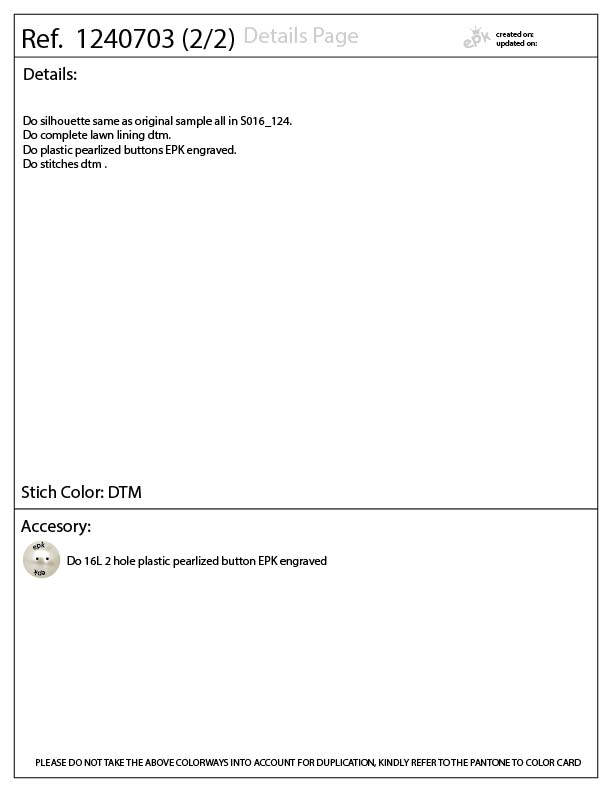 Ref. 1240703 (2/2) Details Page
epk
created on:
updated on:
Details:
Do silhouette same as original sample all in S016_124.
Do complete lawn lining dtm.
Do plastic pearlized buttons EPK engraved.
Do stitches dtm .
Stich Color: DTM
Accesory:
epk
epk
Do 16L 2 hole plastic pearlized button EPK engraved
PLEASE DO NOT TAKE THE ABOVE COLORWAYS INTO ACCOUNT FOR DUPLICATION, KINDLY REFER TO THE PANTONE TO COLOR CARD